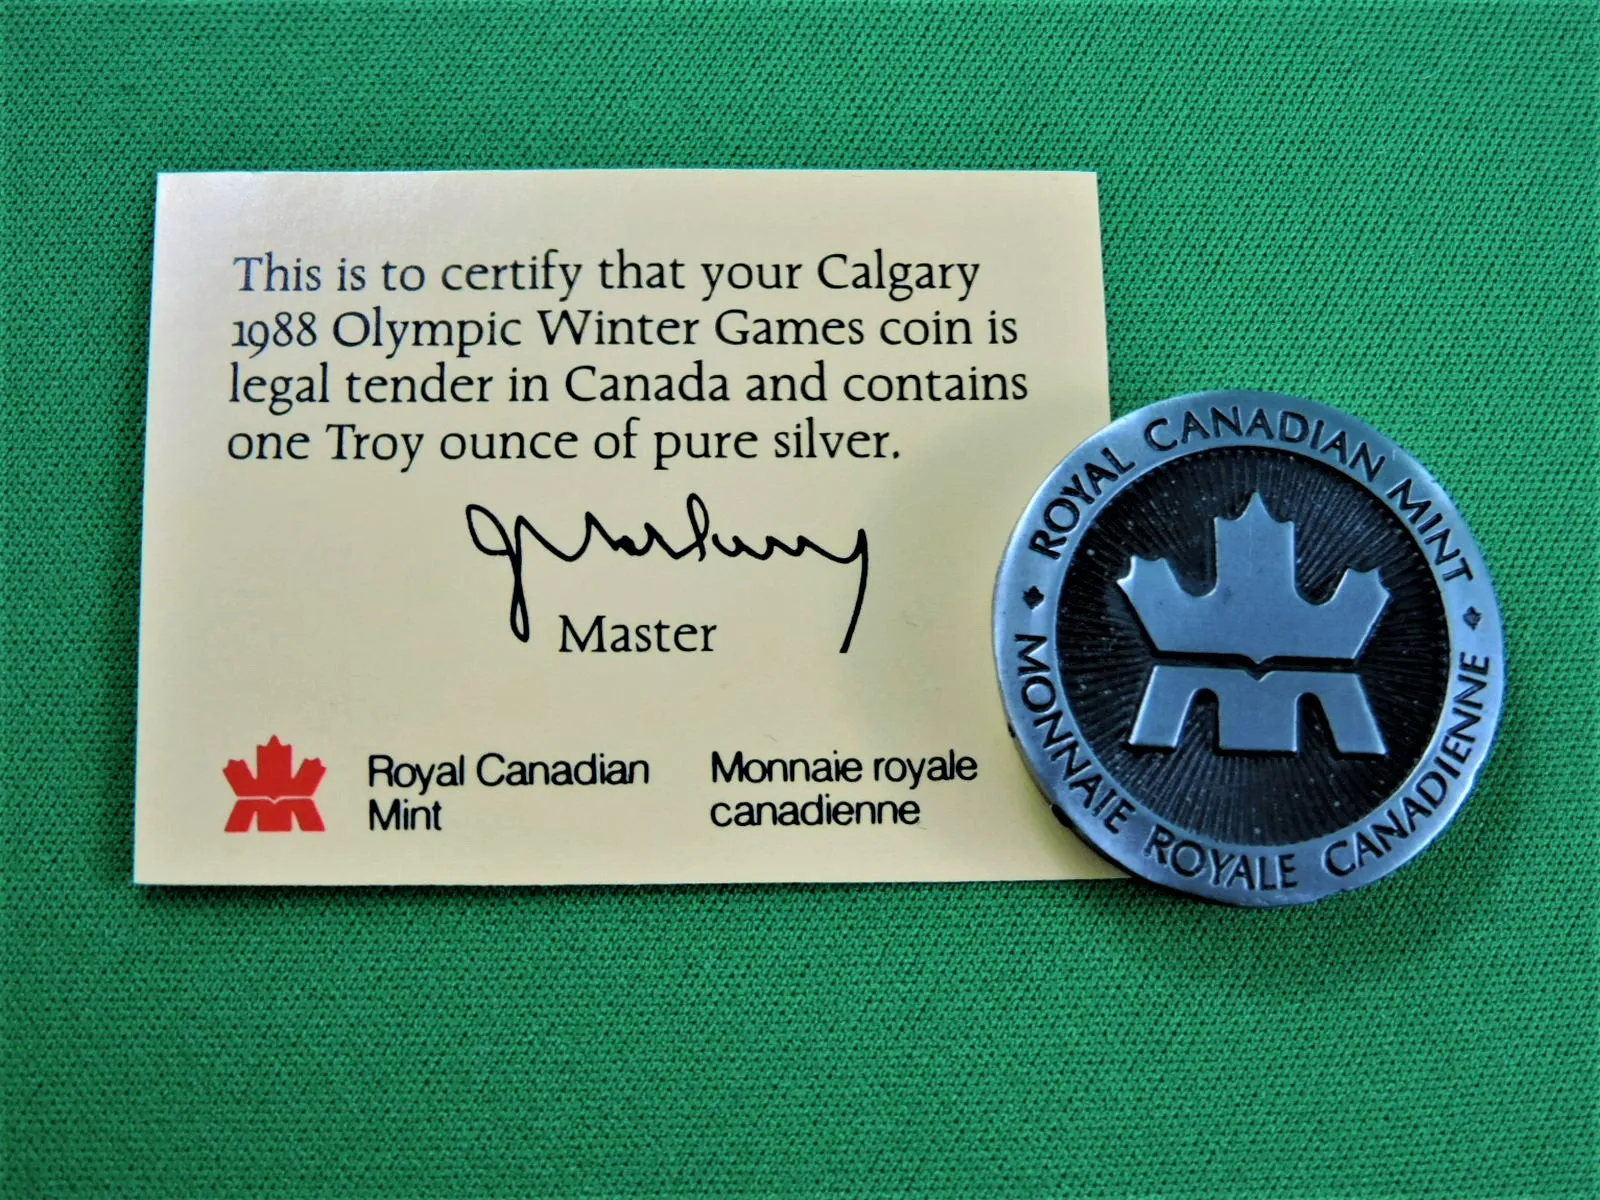 This is to certify that your Calgary
1988 Olympic Winter Games coin is
legal tender in Canada and contains
one Troy ounce of pure silver.
Master
Royal Canadian
Mint
Monnaie royale
canadienne
ROYAL CANADIAN MINT
MONNAIE ROYALE CANADIENNE